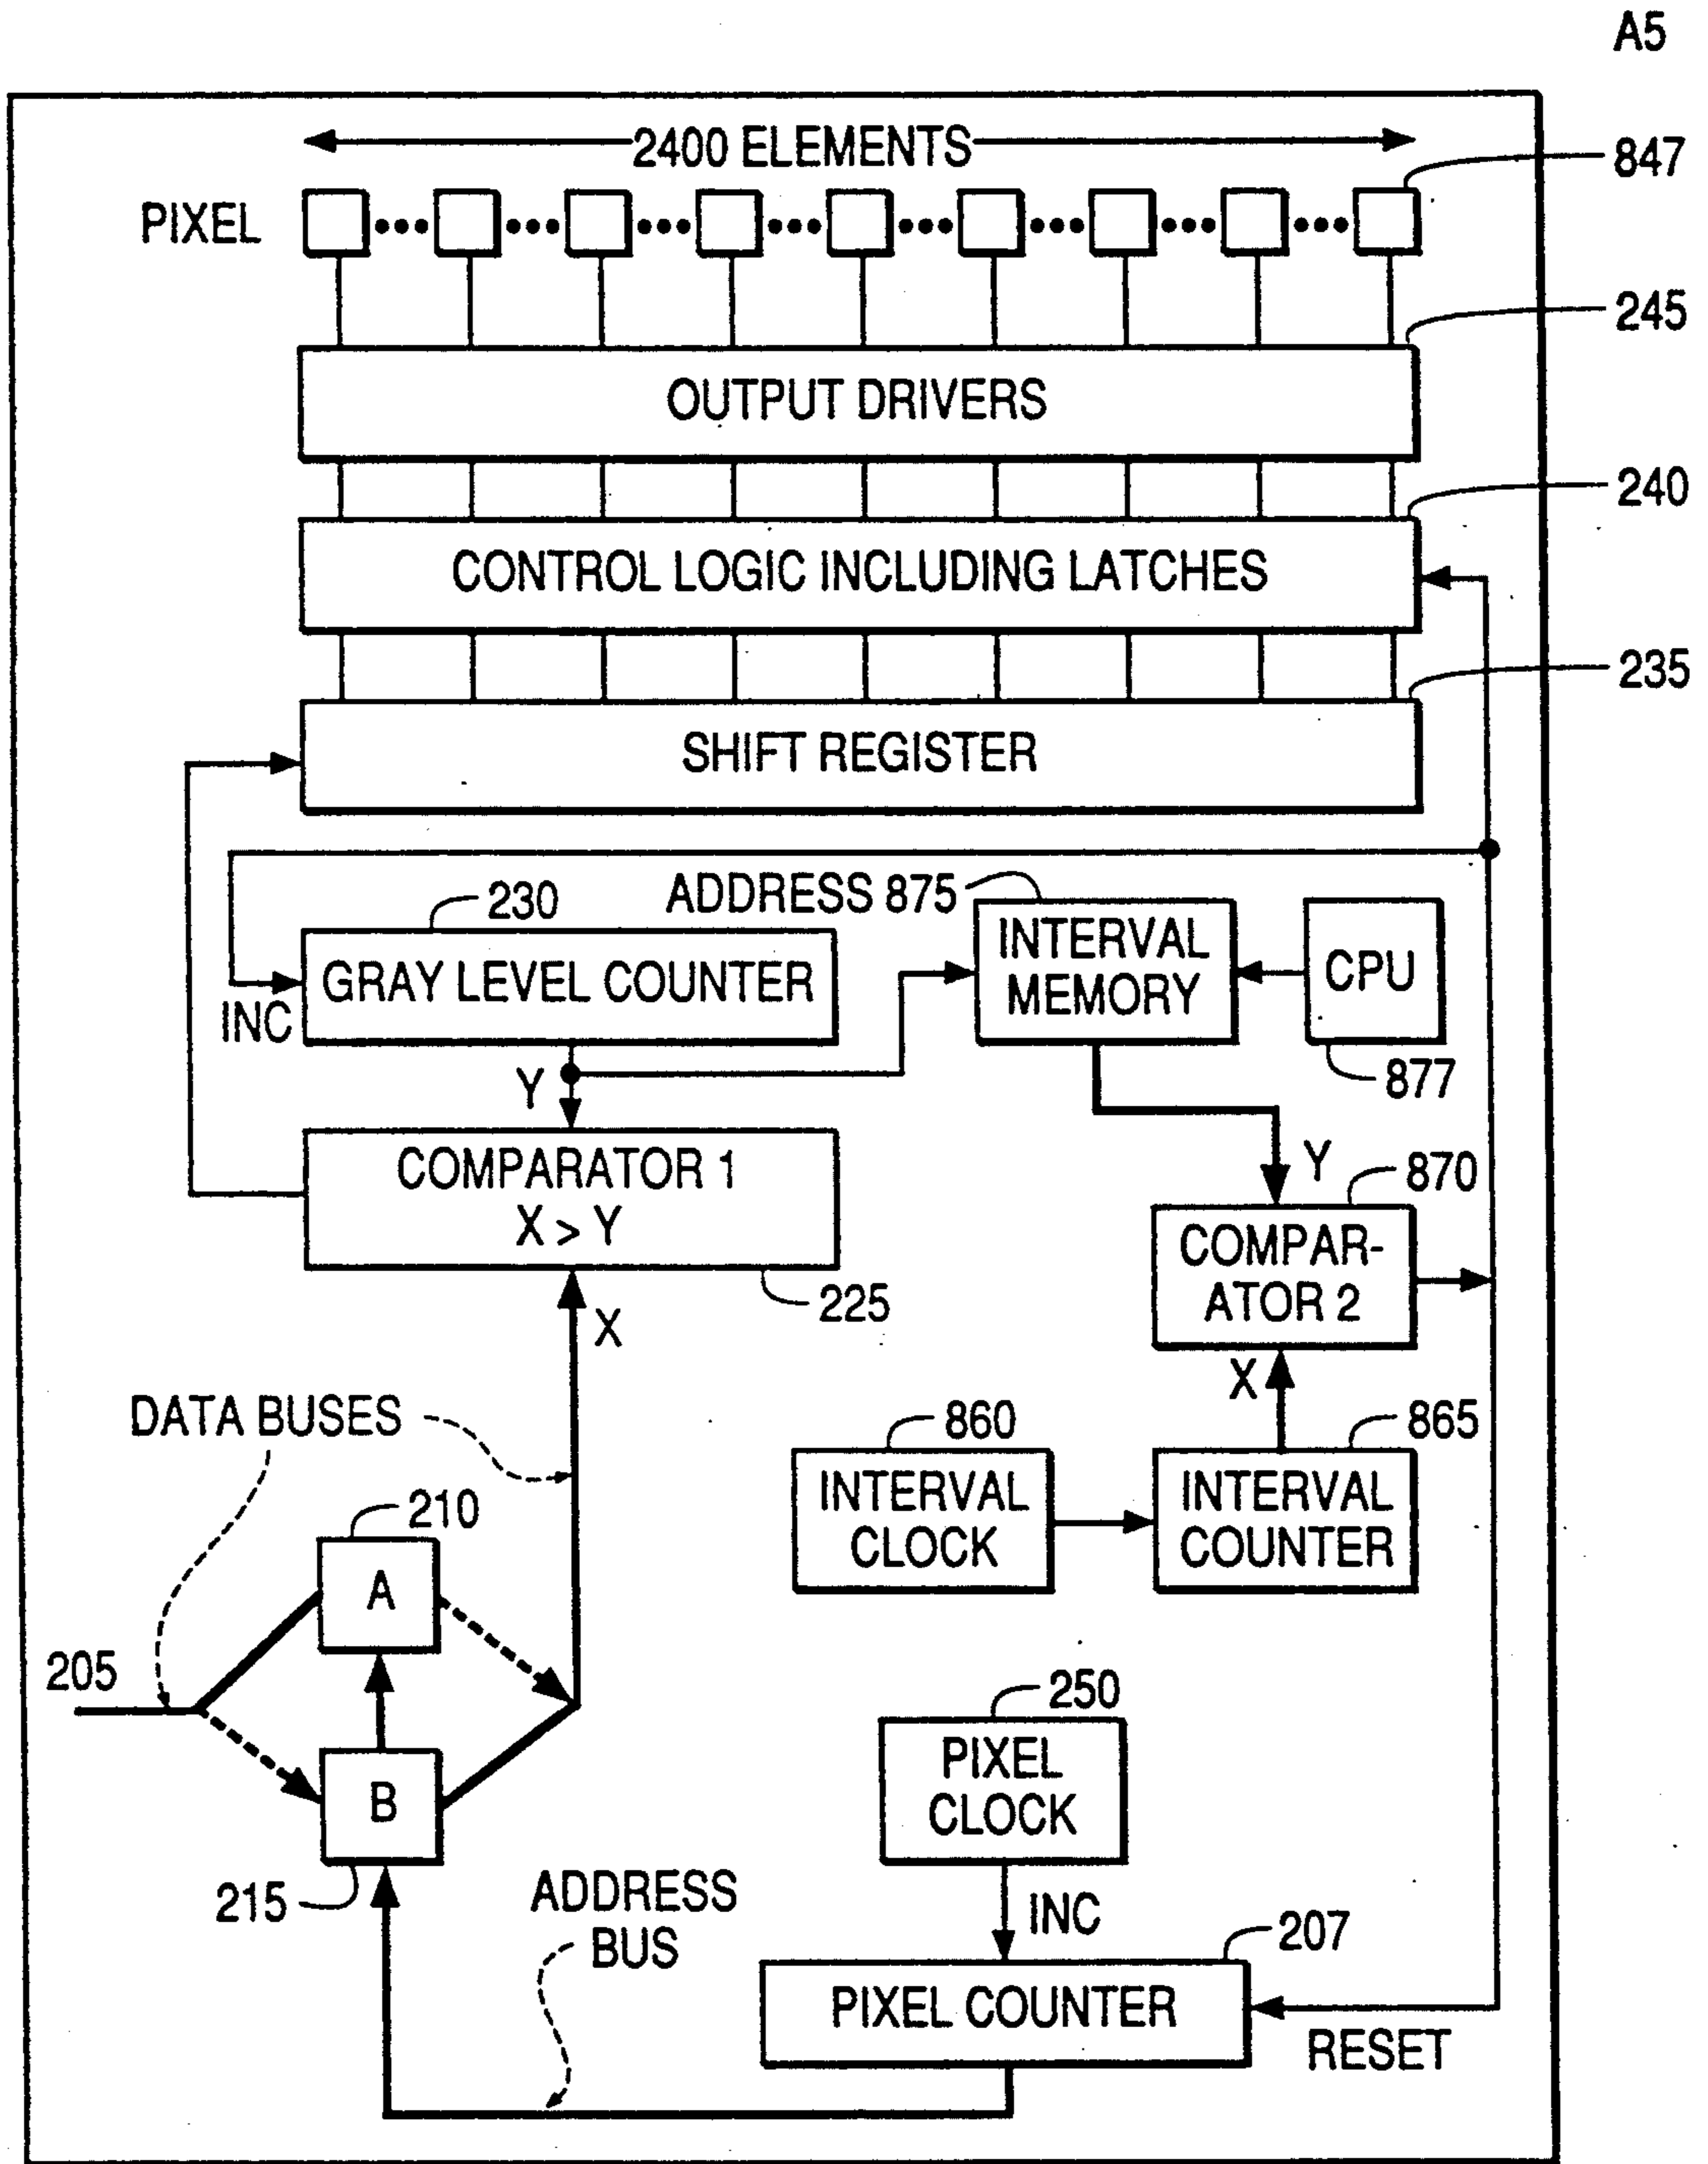 A5
2400 ELEMENTS
847
PIXEL
245
OUTPUT DRIVERS
240
CONTROL LOGIC INCLUDING LATCHES
235
SHIFT REGISTER
230
ADDRESS 875
GRAY LEVEL COUNTER
INC
INTERVAL
MEMORY
CPU
877
Y
COMPARATOR 1
X > Y
225
X
Y
870
COMPAR-
ATOR 2
X
DATA BUSES
860
865
INTERVAL
CLOCK
INTERVAL
COUNTER
210
A
205
B
215
250
PIXEL
CLOCK
ADDRESS
BUS
INC
207
PIXEL COUNTER
RESET